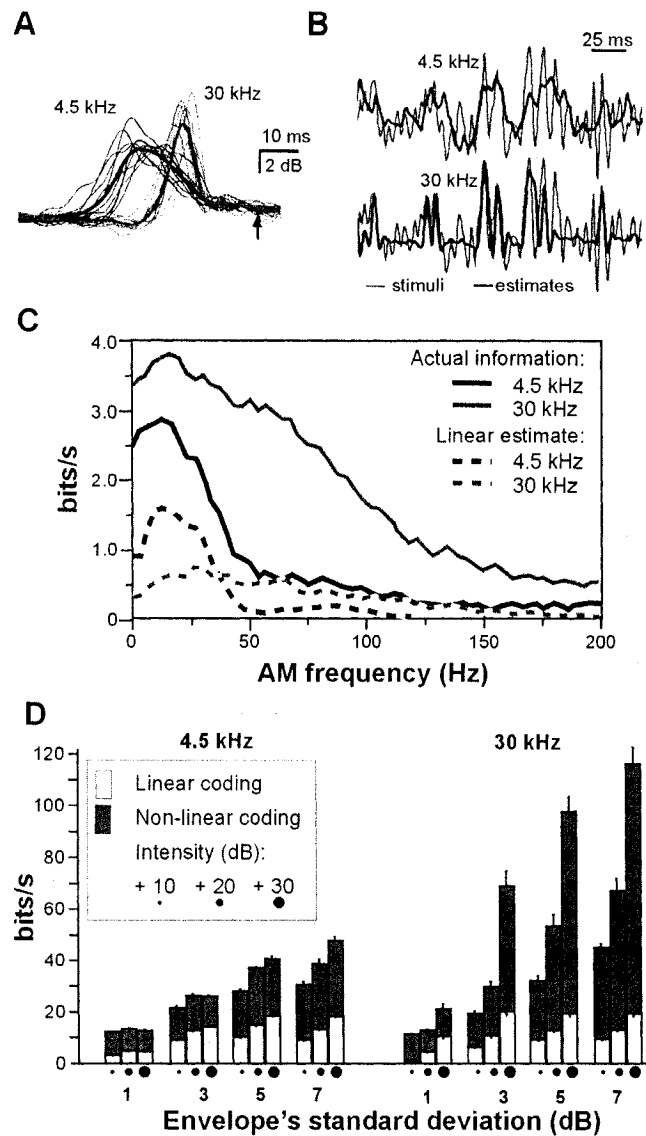 A
4.5 kHz
30 kHz
10 ms
2 dB
B
25 ms
4.5 kHz
30 kHz
stimuli
estimates
C
4.0
3.0
2.0
1.0
0
bits/s
Actual information:
4.5 kHz
30 kHz
Linear estimate:
4.5 kHz
30 kHz
0 50 100 150 200
AM frequency (Hz)
D
4.5 kHz
30 kHz
120
100
80
60
40
20
0
bits/s
Linear coding
Non-linear coding
Intensity (dB):
+ 10 + 20 + 30
1 3 5 7 1 3 5 7
Envelope's standard deviation (dB)